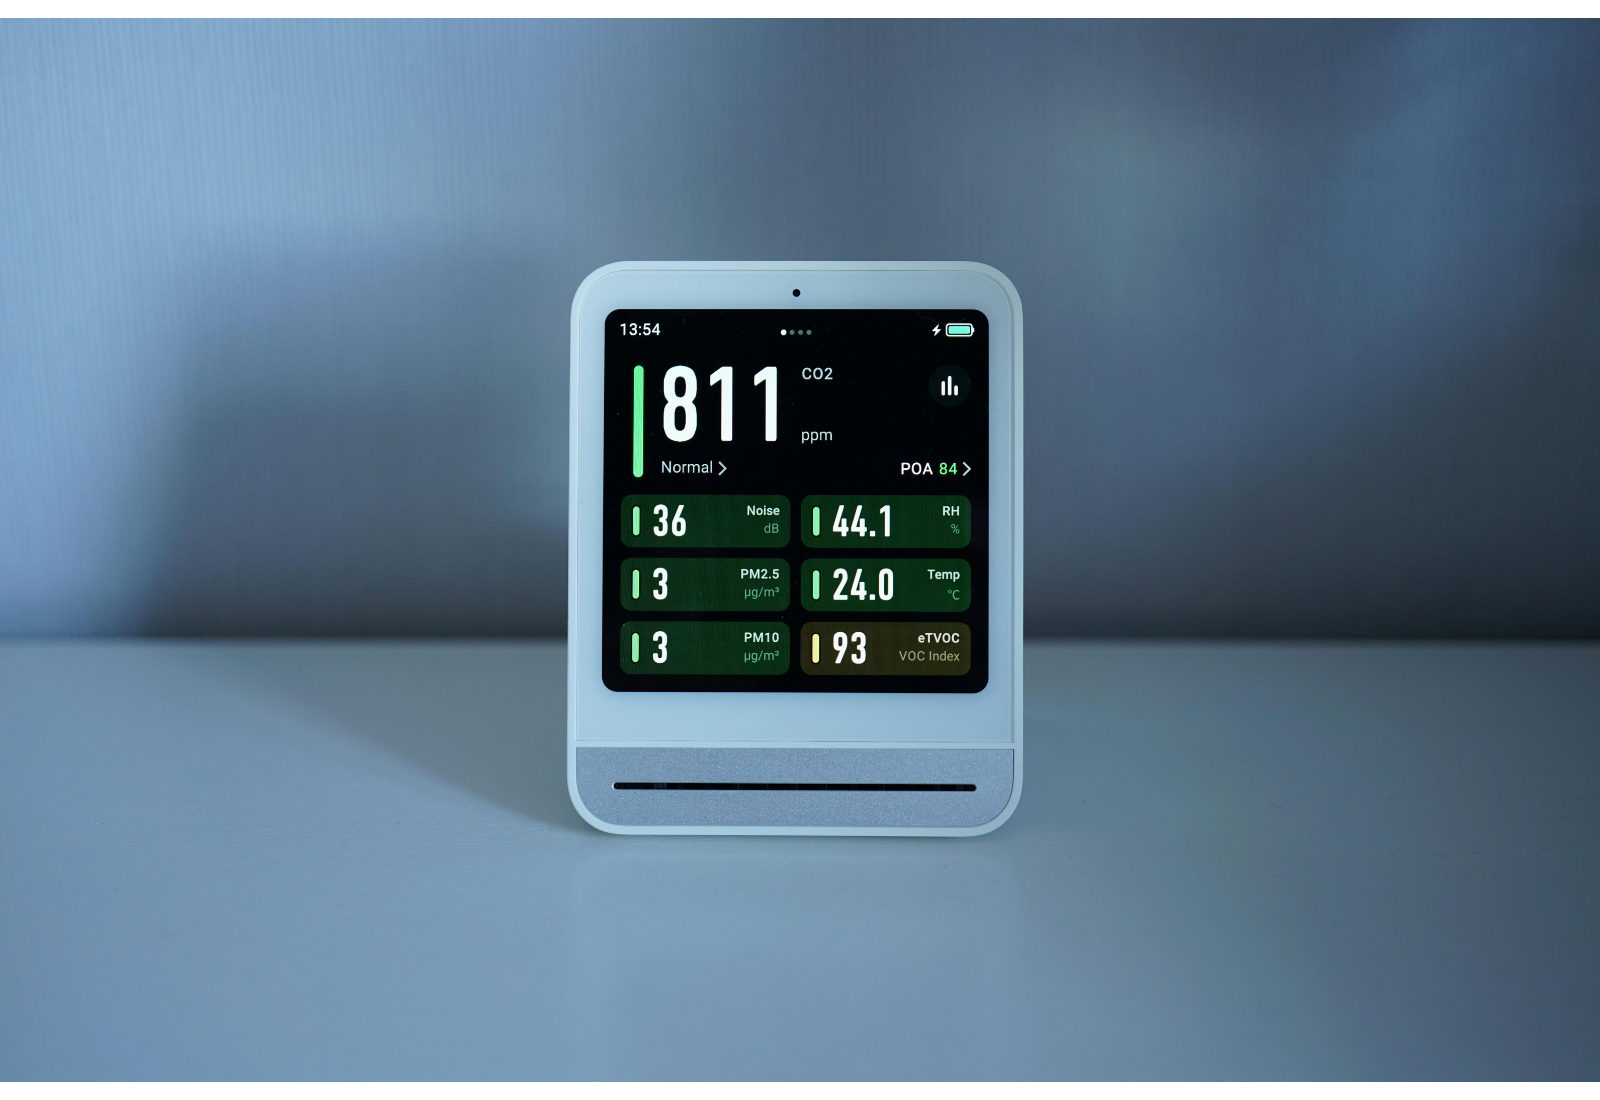 13:54
811 CO2
ppm
Normal
POA 84
36 Noise
dB
44.1 RH
%
3 PM2.5
µg/m³
24.0 Temp
°C
3 PM10
µg/m³
93 eTVOC
VOC Index